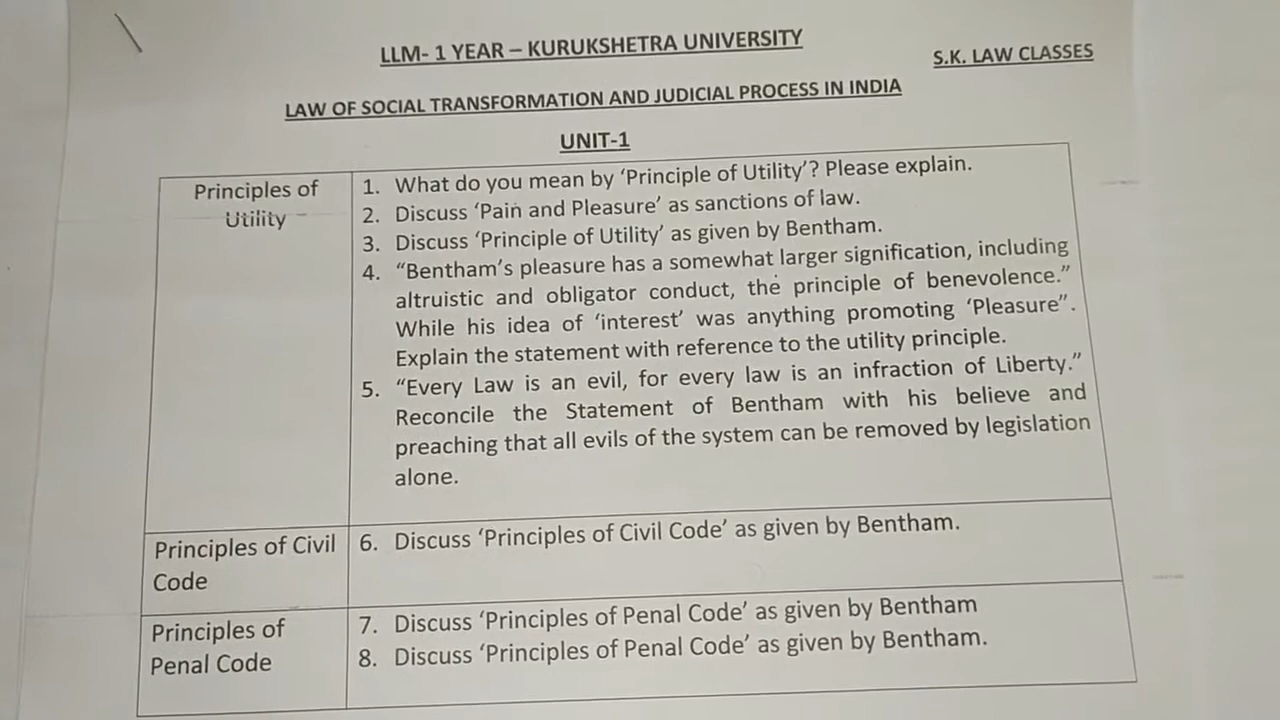 LLM- 1 YEAR – KURUKSHETRA UNIVERSITY
S.K. LAW CLASSES
LAW OF SOCIAL TRANSFORMATION AND JUDICIAL PROCESS IN INDIA
UNIT-1
Principles of
Utility
1. What do you mean by ‘Principle of Utility’? Please explain.
2. Discuss ‘Pain and Pleasure’ as sanctions of law.
3. Discuss ‘Principle of Utility’ as given by Bentham.
4. “Bentham’s pleasure has a somewhat larger signification, including
altruistic and obligator conduct, the principle of benevolence.”
While his idea of ‘interest’ was anything promoting ‘Pleasure”.
Explain the statement with reference to the utility principle.
5. “Every Law is an evil, for every law is an infraction of Liberty.”
Reconcile the Statement of Bentham with his believe and
preaching that all evils of the system can be removed by legislation
alone.
Principles of Civil
Code
6. Discuss ‘Principles of Civil Code’ as given by Bentham.
Principles of
Penal Code
7. Discuss ‘Principles of Penal Code’ as given by Bentham
8. Discuss ‘Principles of Penal Code’ as given by Bentham.